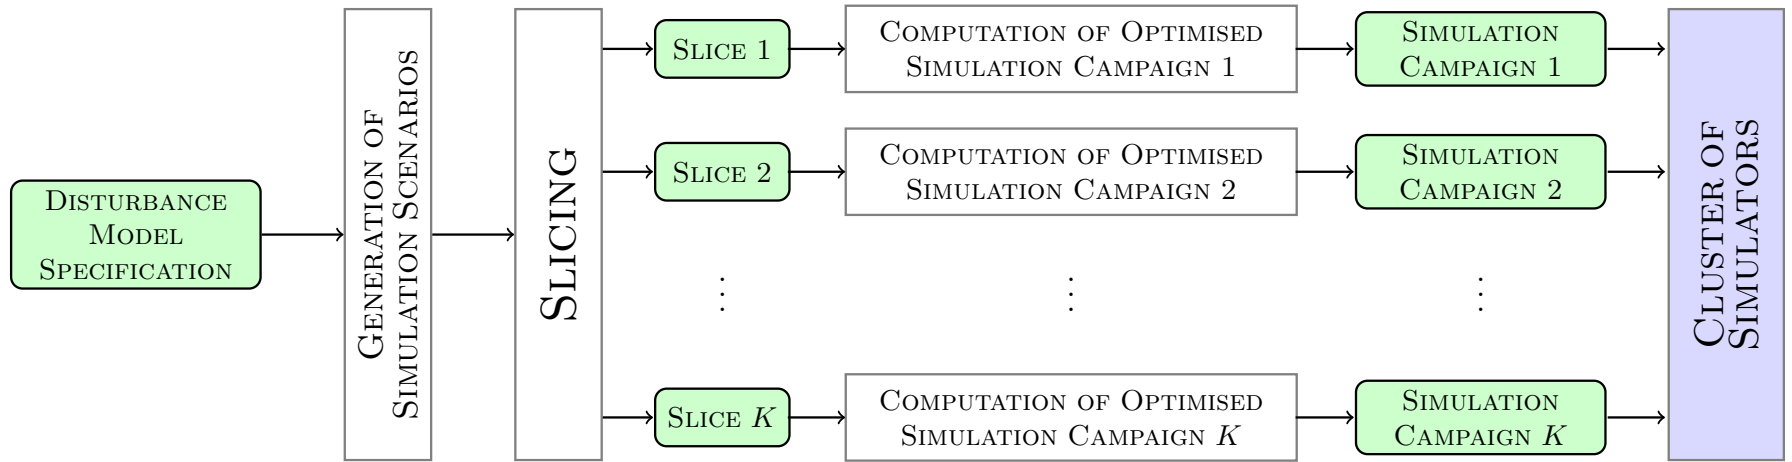 Disturbance
Model
Specification
Generation of
Simulation Scenarios
Slicing
Slice 1
Computation of Optimised
Simulation Campaign 1
Simulation
Campaign 1
Slice 2
Computation of Optimised
Simulation Campaign 2
Simulation
Campaign 2
⋮ ⋮ ⋮
Slice K
Computation of Optimised
Simulation Campaign K
Simulation
Campaign K
Cluster of
Simulators